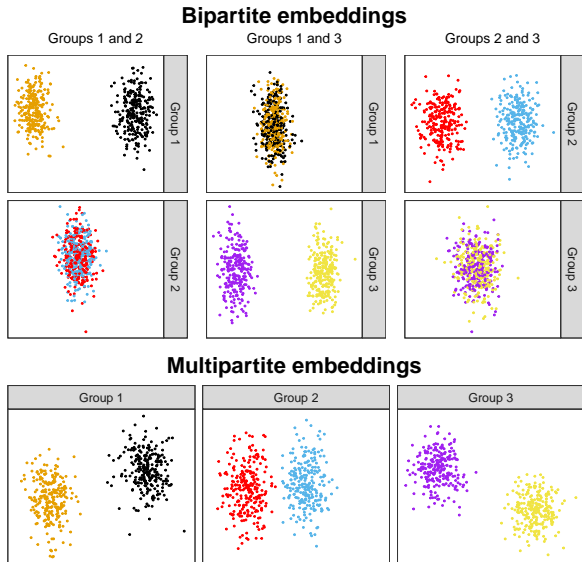 Bipartite embeddings
Groups 1 and 2
Groups 1 and 3
Groups 2 and 3
Group 1
Group 1
Group 2
Group 2
Group 3
Group 3
Multipartite embeddings
Group 1
Group 2
Group 3